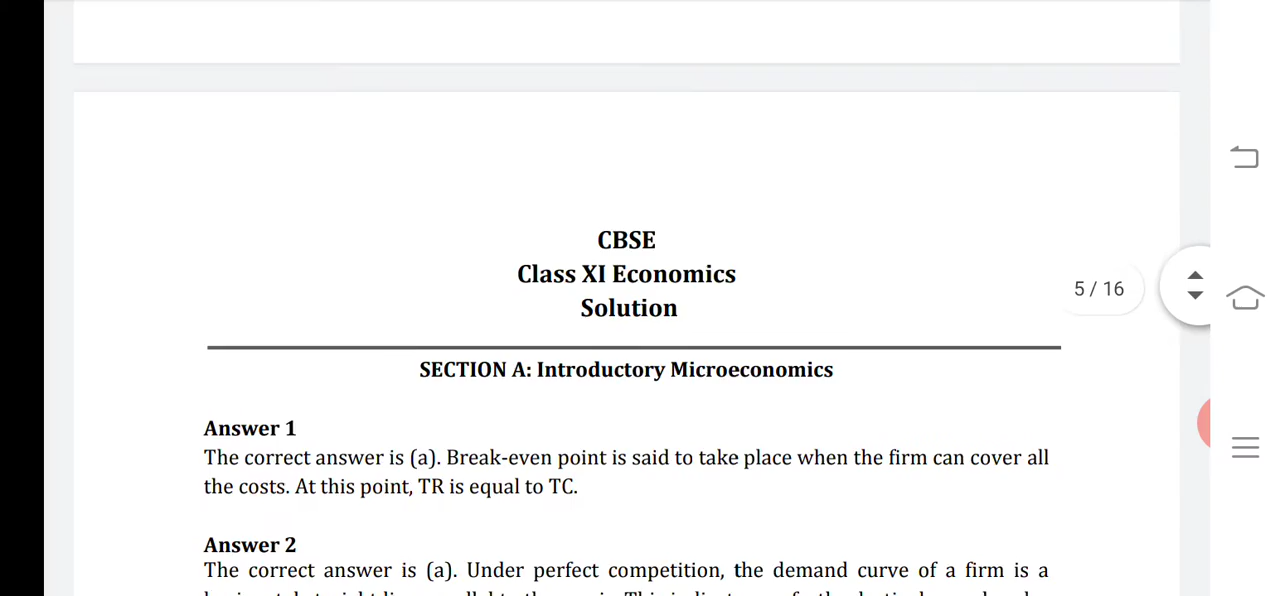 CBSE
Class XI Economics
Solution
5 / 16
SECTION A: Introductory Microeconomics
Answer 1
The correct answer is (a). Break-even point is said to take place when the firm can cover all
the costs. At this point, TR is equal to TC.
Answer 2
The correct answer is (a). Under perfect competition, the demand curve of a firm is a